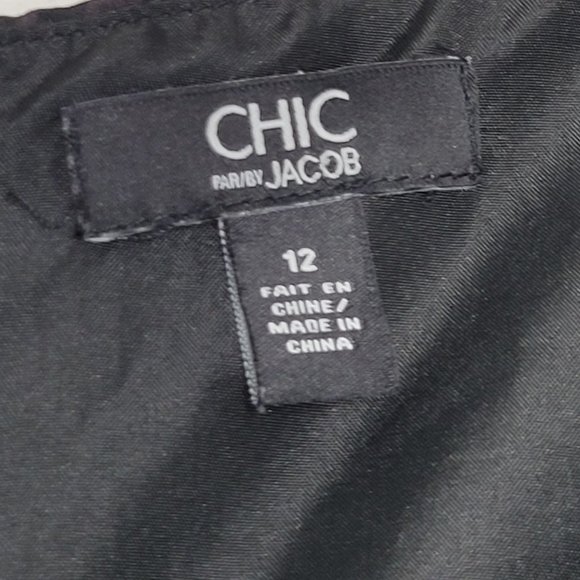 CHIC
PAR/BY JACOB
12
FAIT EN
CHINE/
MADE IN
CHINA